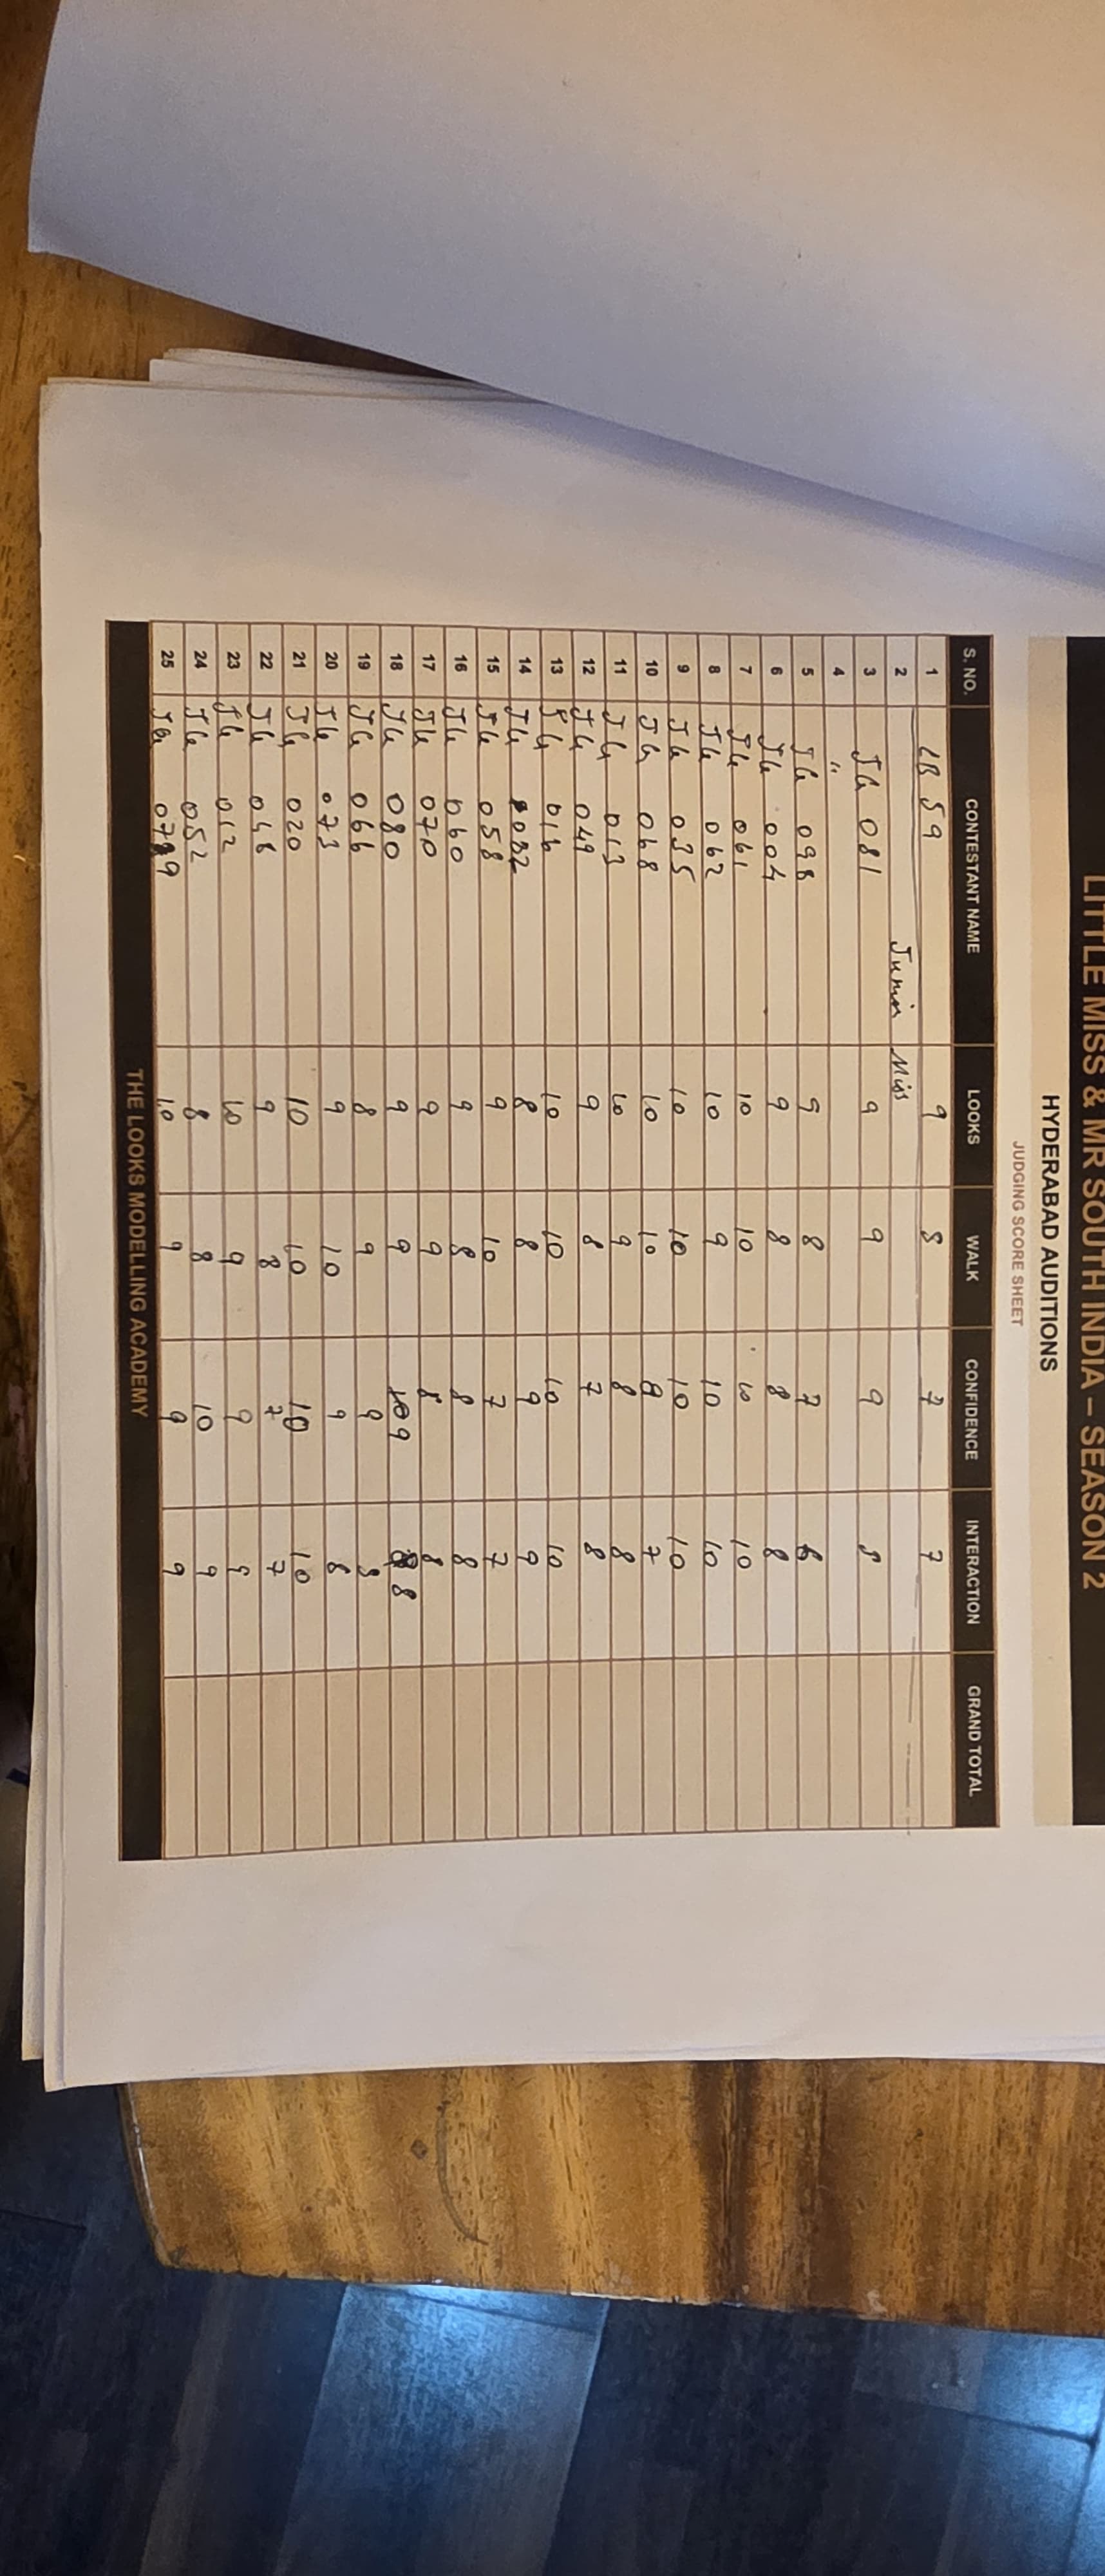 LITTLE MISS & MR SOUTH INDIA – SEASON 2
HYDERABAD AUDITIONS
JUDGING SCORE SHEET
S. NO. CONTESTANT NAME LOOKS WALK CONFIDENCE INTERACTION GRAND TOTAL
1 LB 59 9 8 7 7
2 Junior Miss
3 JG 081 9 9 9 8
4 "
5 JG 098 9 8 7 6
6 JG 004 9 8 8 8
7 JG 061 10 10 10 10
8 JG 062 10 9 10 10
9 JG 035 10 10 10 10
10 JG 068 10 10 8 7
11 JG 013 10 9 8 8
12 JG 049 9 8 7 8
13 JG 016 10 10 10 10
14 JG 032 8 8 9 9
15 JG 058 9 10 7 7
16 JG 060 9 8 8 8
17 JG 070 9 9 8 8
18 JG 080 9 9 9 8
19 JG 066 8 9 9 8
20 JG 073 9 10 9 8
21 JG 020 10 10 10 10
22 JG 046 9 8 7 7
23 JG 012 10 9 9 9
24 JG 052 8 8 10 9
25 JG 079 10 9 9 9
THE LOOKS MODELLING ACADEMY